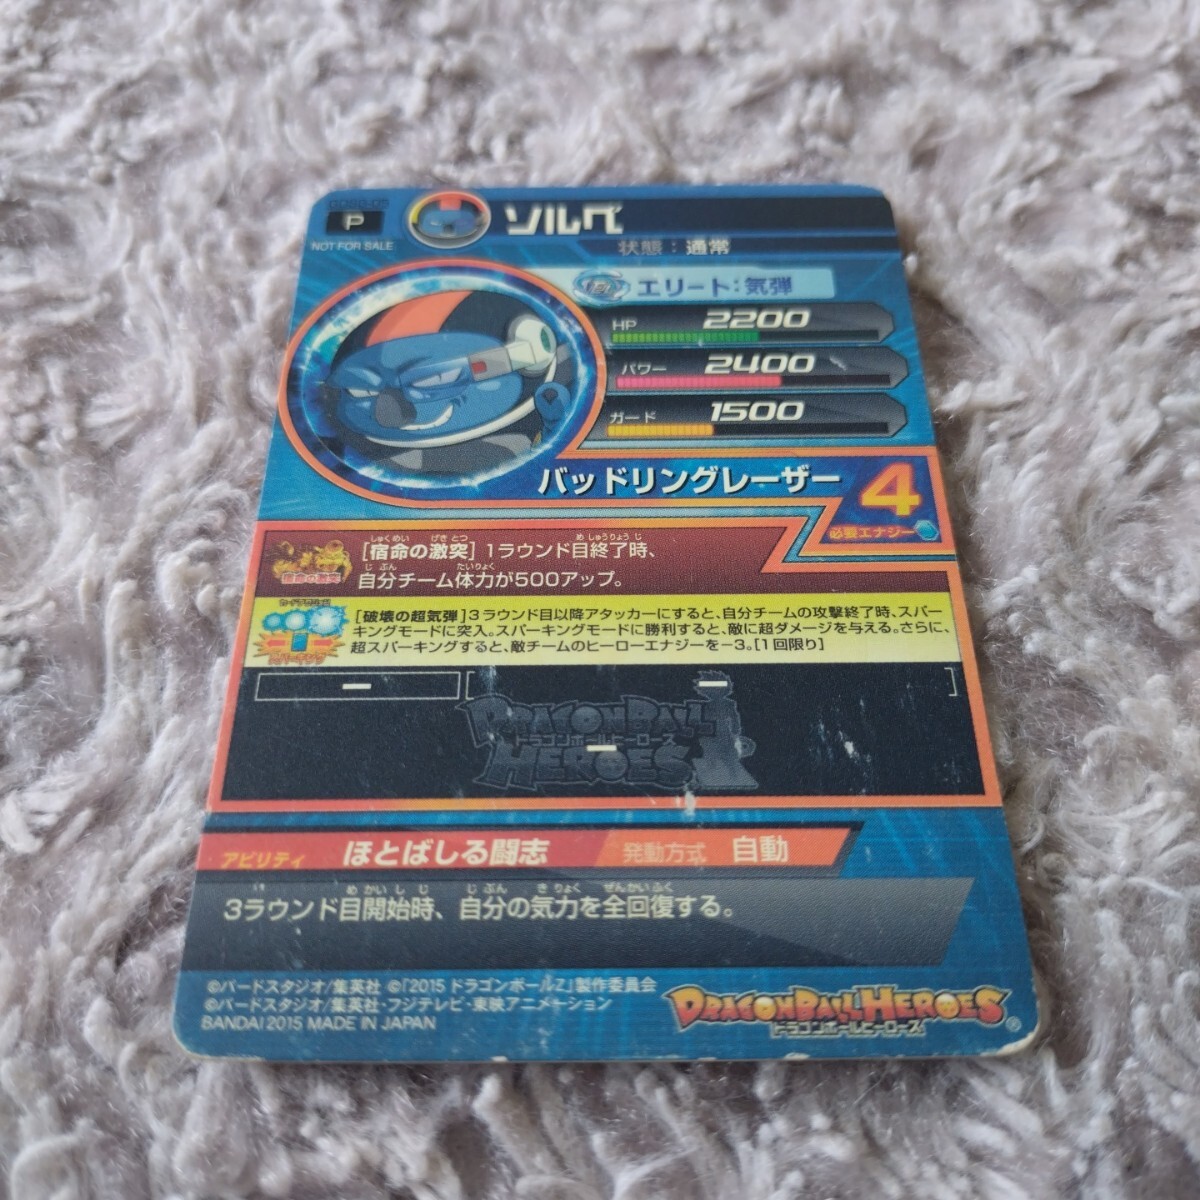 GDSB-05
P
NOT FOR SALE
ソルベ
状態：通常
エリート：気弾
HP 2200
パワー 2400
ガード 1500
バッドリングレーザー
4
必要エナジー
宿命の激突
[宿命の激突] 1ラウンド目終了時、
自分チーム体力が500アップ。
[破壊の超気弾] 3ラウンド目以降アタッカーにすると、自分チームの攻撃終了時、スパー
キングモードに突入。スパーキングモードに勝利すると、敵に超ダメージを与える。さらに、
超スパーキングすると、敵チームのヒーローエナジーを−3。[1回限り]
DRAGON BALL
ドラゴンボールヒーローズ
HEROES
アビリティ ほとばしる闘志 発動方式 自動
3ラウンド目開始時、自分の気力を全回復する。
©バードスタジオ/集英社 ©「2015 ドラゴンボールZ」製作委員会
©バードスタジオ/集英社・フジテレビ・東映アニメーション
BANDAI 2015 MADE IN JAPAN
DRAGON BALL HEROES
ドラゴンボールヒーローズ